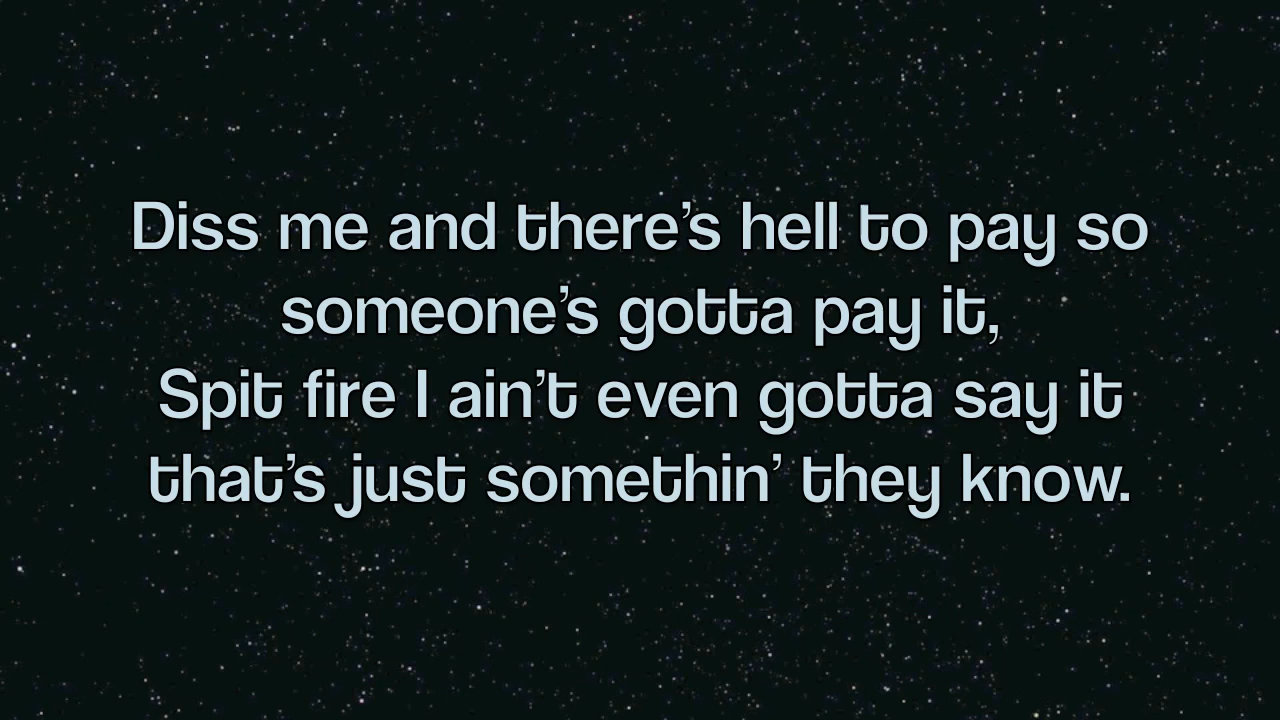 Diss me and there’s hell to pay so
someone’s gotta pay it,
Spit fire I ain’t even gotta say it
that’s just somethin’ they know.